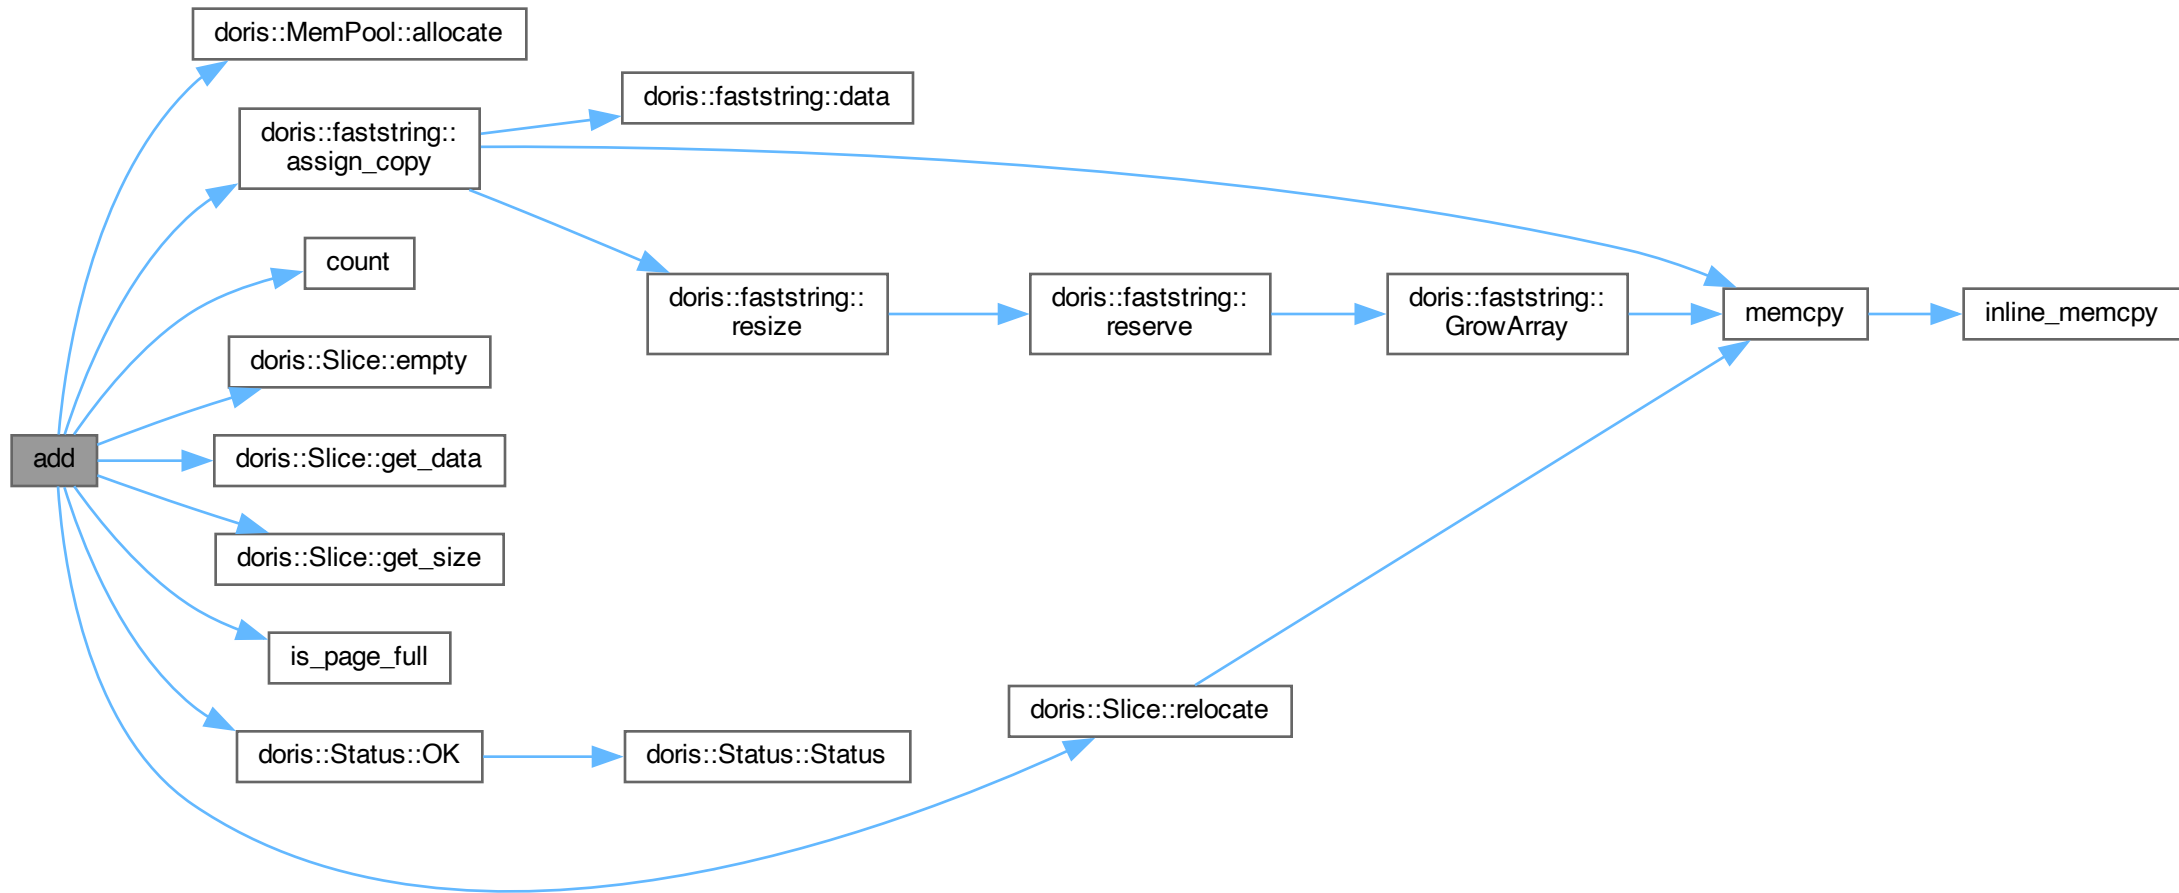 doris::MemPool::allocate
doris::faststring::data
doris::faststring::
assign_copy
count
doris::faststring::
resize
doris::faststring::
reserve
doris::faststring::
GrowArray
memcpy
inline_memcpy
doris::Slice::empty
add
doris::Slice::get_data
doris::Slice::get_size
is_page_full
doris::Slice::relocate
doris::Status::OK
doris::Status::Status